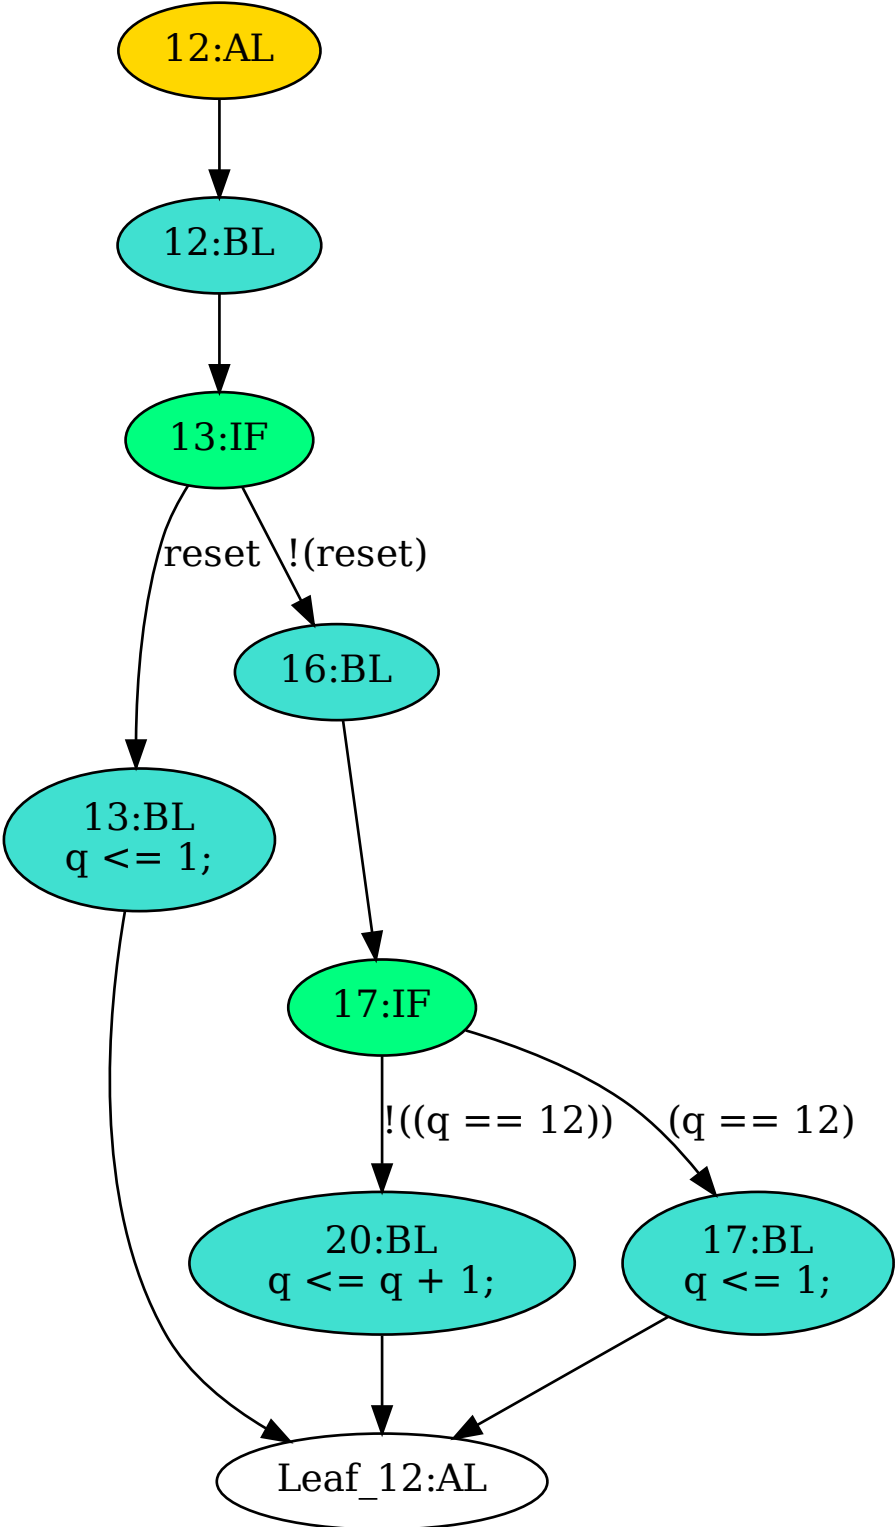 12:AL
12:BL
13:IF
reset
!(reset)
16:BL
13:BL
q <= 1;
17:IF
!((q == 12))
(q == 12)
20:BL
q <= q + 1;
17:BL
q <= 1;
Leaf_12:AL